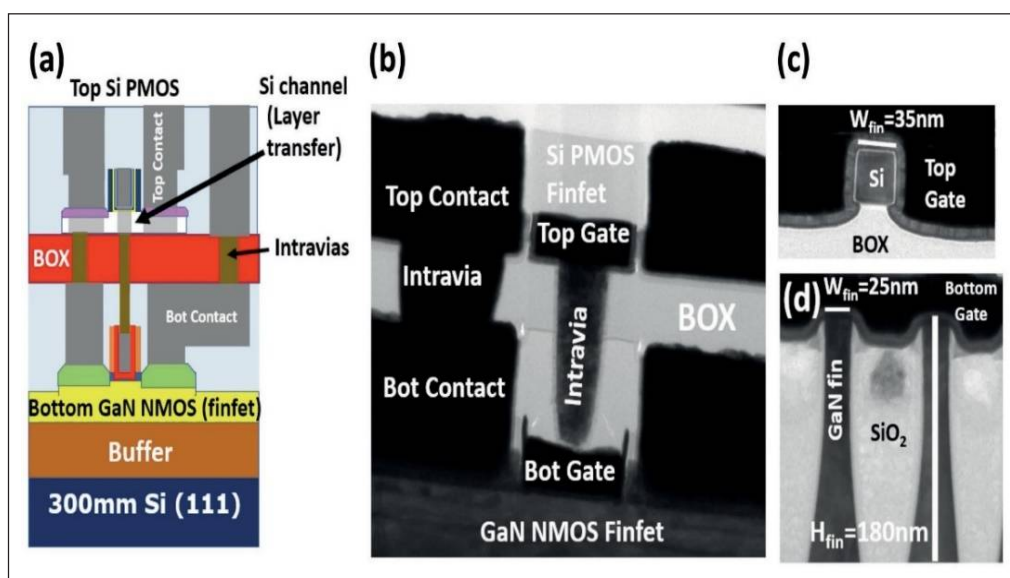 (a)
Top Si PMOS
Si channel
(Layer
transfer)
Top Contact
BOX
Intravias
Bot Contact
Bottom GaN NMOS (finfet)
Buffer
300mm Si (111)
(b)
Si PMOS
Finfet
Top Contact
Top Gate
Intravia
BOX
Intravia
Bot Contact
Bot Gate
GaN NMOS Finfet
(c)
Wfin=35nm
Si
Top
Gate
BOX
(d)
Wfin=25nm
Bottom
Gate
GaN fin
SiO2
Hfin=180nm